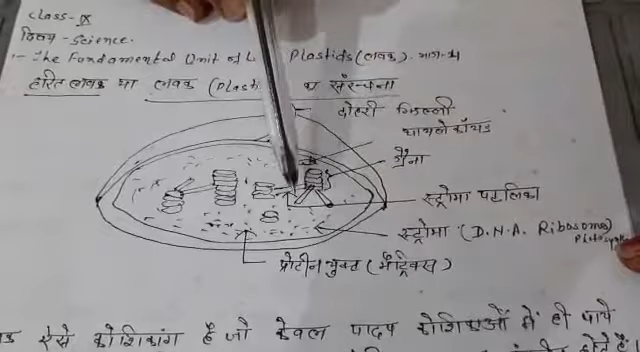 Class-IX
विषय - Science.
- The Fundamental Unit of L Plastids (लवक). भाग-4
हरित लवक या लवक (Plast संरचना
दोहरी झिल्ली
थायलेकॉयड
ग्रेना
स्ट्रोमा पटलिका
स्ट्रोमा (D.N.A. Ribosome)
प्रोटीन युक्त (मैट्रिक्स)
ऐसे कोशिकांग है जो केवल पादप कोशिकाओं में ही पाये
होते है।